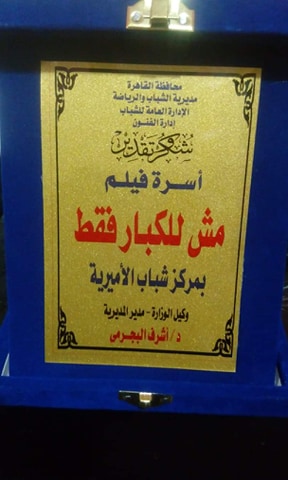 محافظة القاهرة
مديرية الشباب والرياضة
الإدارة العامة للشباب
إدارة الفنون
شكر وتقدير
أسرة فيلم
مش للكبار فقط
بمركز شباب الأميرية
وكيل الوزارة - مدير المديرية
د/ أشرف البجرمى